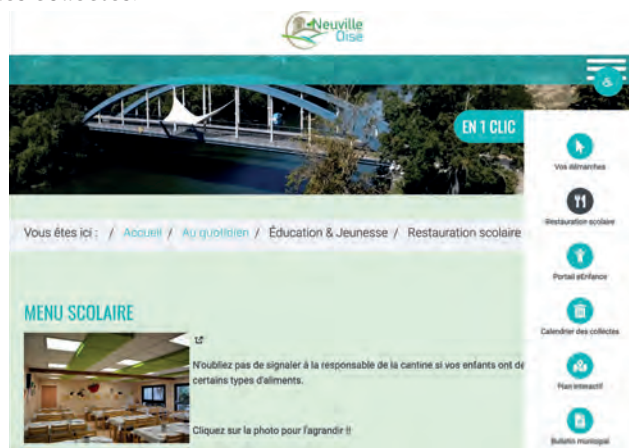 Neuville
Oise
EN 1 CLIC
Vos démarches
Restauration scolaire
Portail eEnfance
Calendrier des collectes
Plan interactif
Bulletin municipal
Vous êtes ici : / Accueil / Au quotidien / Éducation & Jeunesse / Restauration scolaire
MENU SCOLAIRE
N'oubliez pas de signaler à la responsable de la cantine si vos enfants ont de
certains types d'aliments.
Cliquez sur la photo pour l'agrandir !!